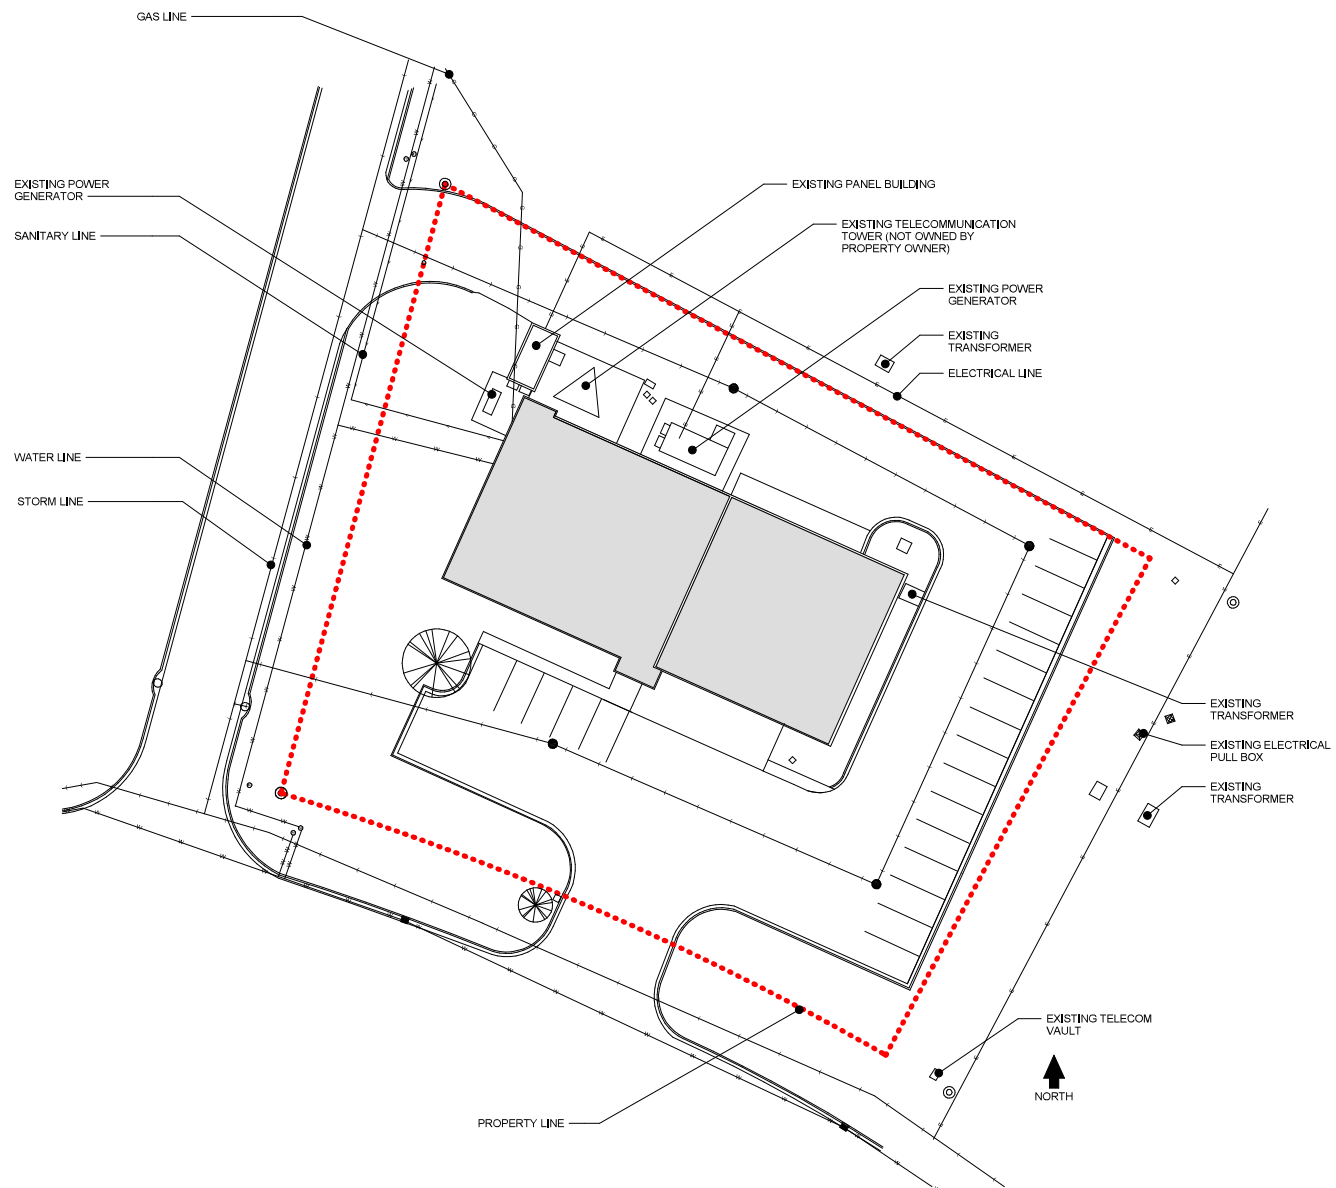 GAS LINE
EXISTING POWER
GENERATOR
SANITARY LINE
EXISTING PANEL BUILDING
EXISTING TELECOMMUNICATION
TOWER (NOT OWNED BY
PROPERTY OWNER)
EXISTING POWER
GENERATOR
EXISTING
TRANSFORMER
ELECTRICAL LINE
WATER LINE
STORM LINE
EXISTING
TRANSFORMER
EXISTING ELECTRICAL
PULL BOX
EXISTING
TRANSFORMER
EXISTING TELECOM
VAULT
NORTH
PROPERTY LINE